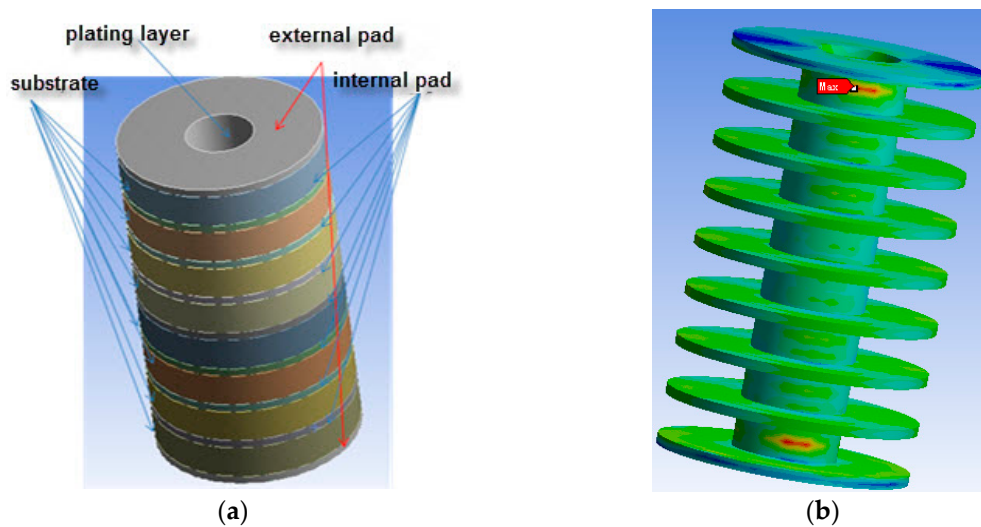 plating layer
external pad
substrate
internal pad
Max
(a)
(b)